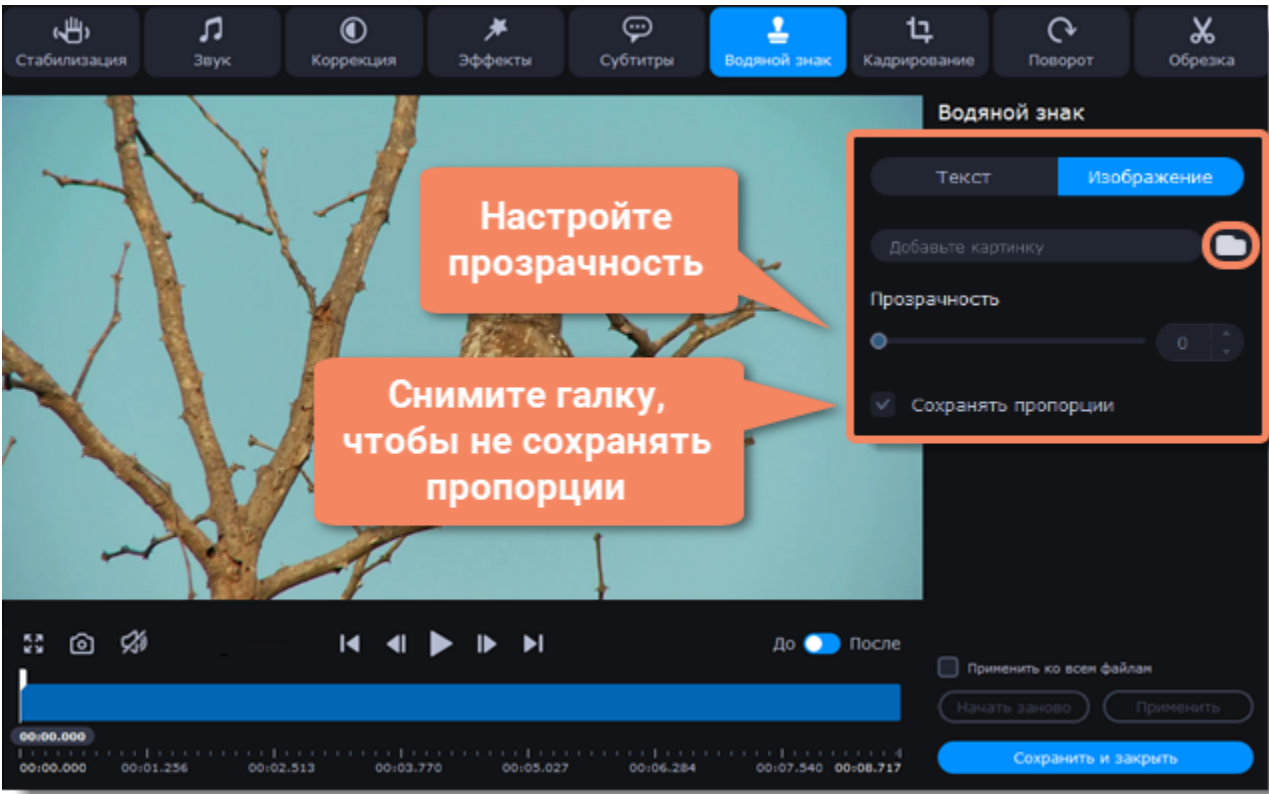 Стабилизация
Звук
Коррекция
Эффекты
Субтитры
Водяной знак
Кадрирование
Поворот
Обрезка
Водяной знак
Текст
Изображение
Добавьте картинку
Прозрачность
0
Сохранять пропорции
Настройте
прозрачность
Снимите галку,
чтобы не сохранять
пропорции
До
После
Применить ко всем файлам
Начать заново
Применить
Сохранить и закрыть
00:00.000
00:00.000
00:01.256
00:02.513
00:03.770
00:05.027
00:06.284
00:07.540
00:08.717